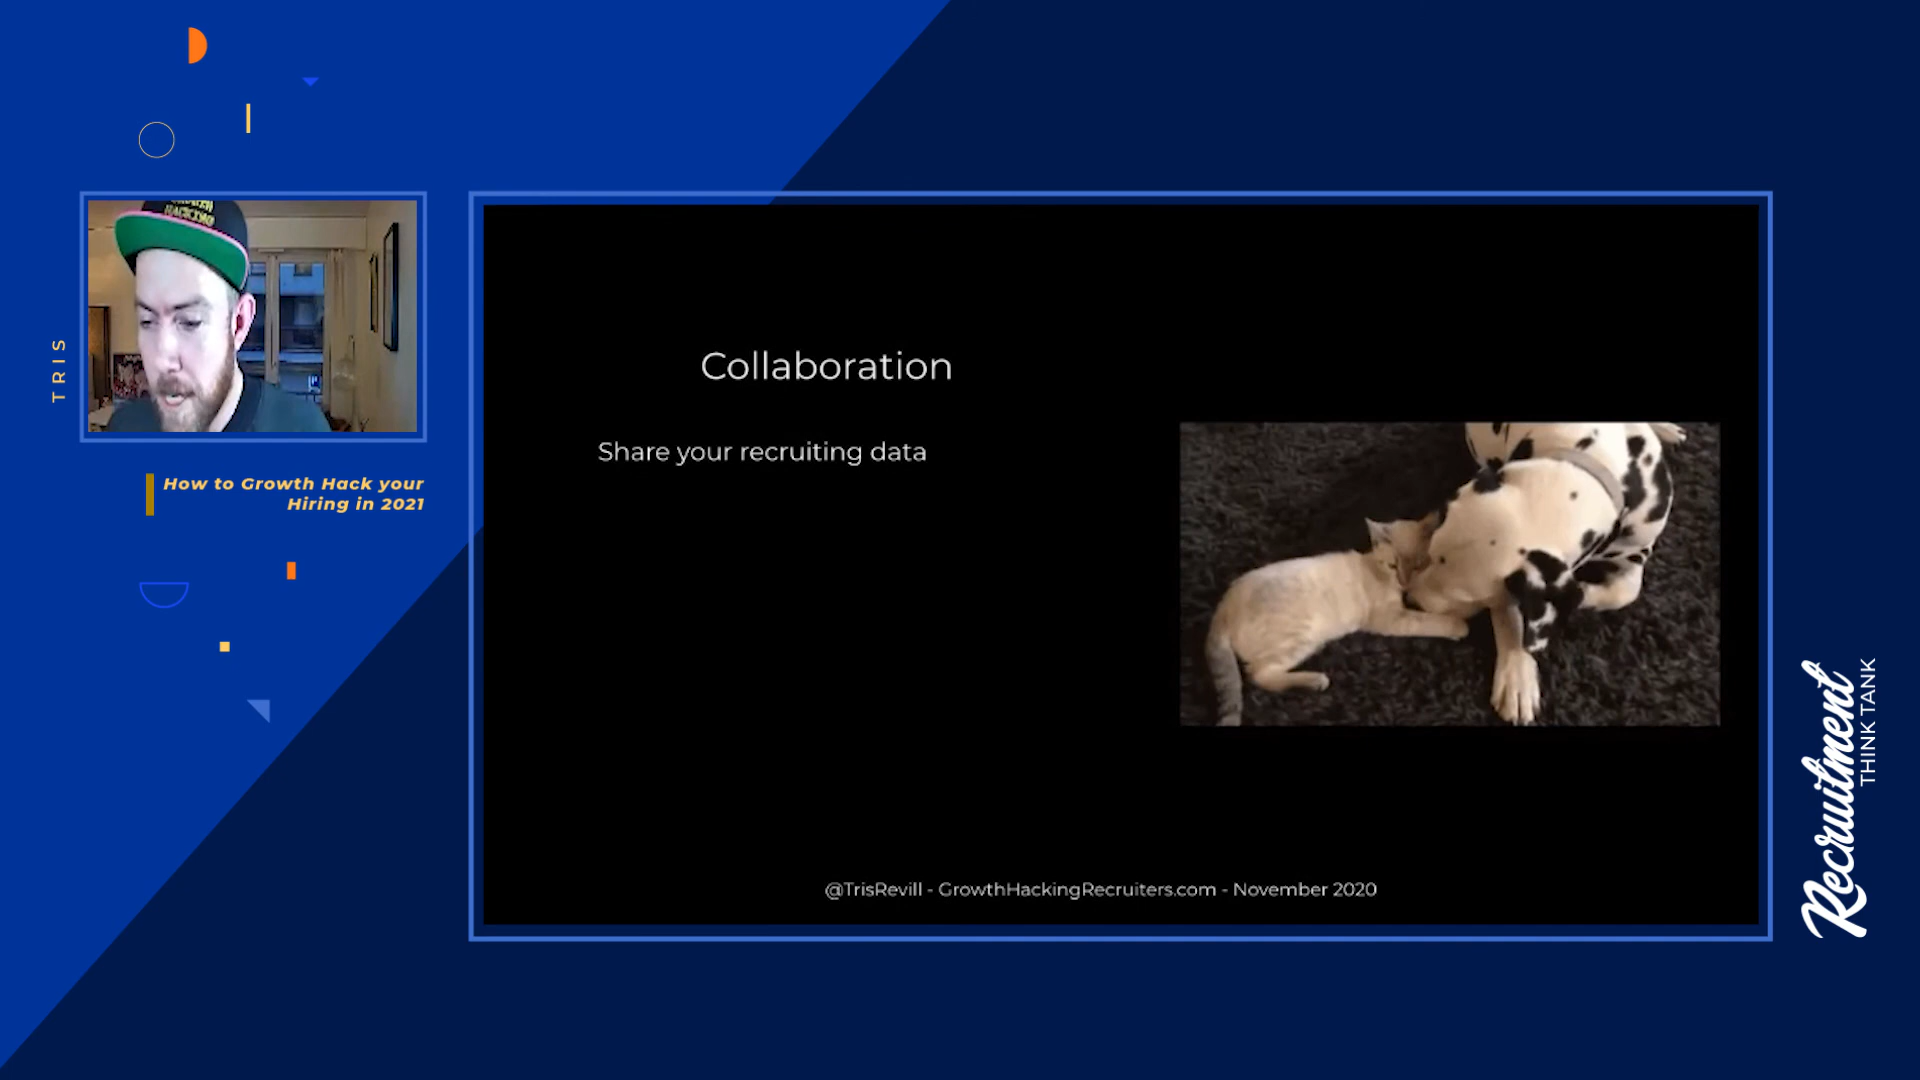 TRIS
HACKING
How to Growth Hack your
Hiring in 2021
Collaboration
Share your recruiting data
@TrisRevill - GrowthHackingRecruiters.com - November 2020
Recruitment
THINK TANK